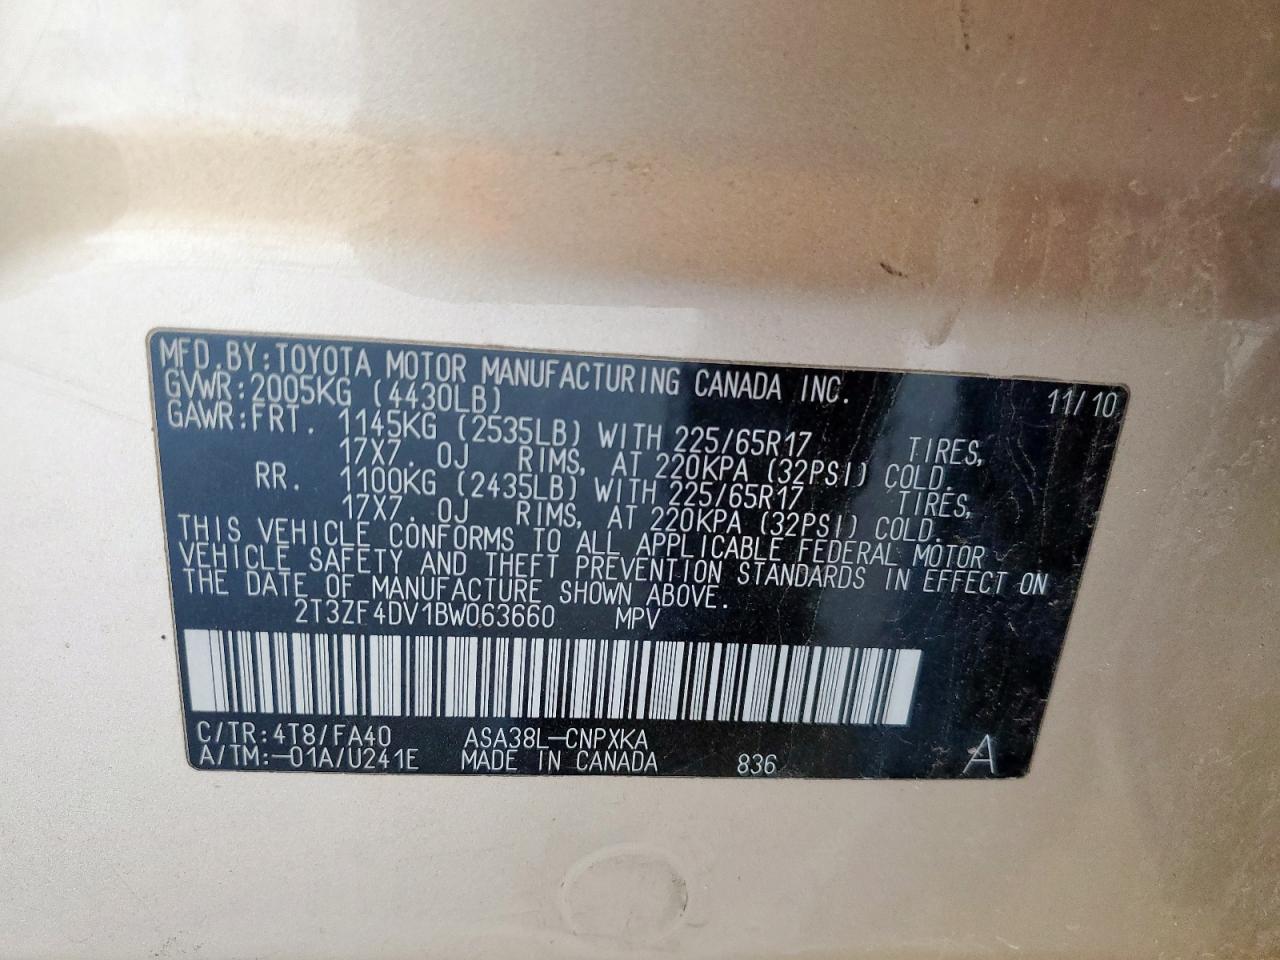 MFD. BY: TOYOTA MOTOR MANUFACTURING CANADA INC. 11/10
GVWR: 2005KG (4430LB)
GAWR: FRT. 1145KG (2535LB) WITH 225/65R17 TIRES,
17X7. 0J RIMS, AT 220KPA (32PSI) COLD.
RR. 1100KG (2435LB) WITH 225/65R17 TIRES,
17X7. 0J RIMS, AT 220KPA (32PSI) COLD.
THIS VEHICLE CONFORMS TO ALL APPLICABLE FEDERAL MOTOR
VEHICLE SAFETY AND THEFT PREVENTION STANDARDS IN EFFECT ON
THE DATE OF MANUFACTURE SHOWN ABOVE.
2T3ZF4DV1BW063660 MPV
C/TR: 4T8/FA40 ASA38L-CNPXKA
A/TM: -01A/U241E MADE IN CANADA 836 A